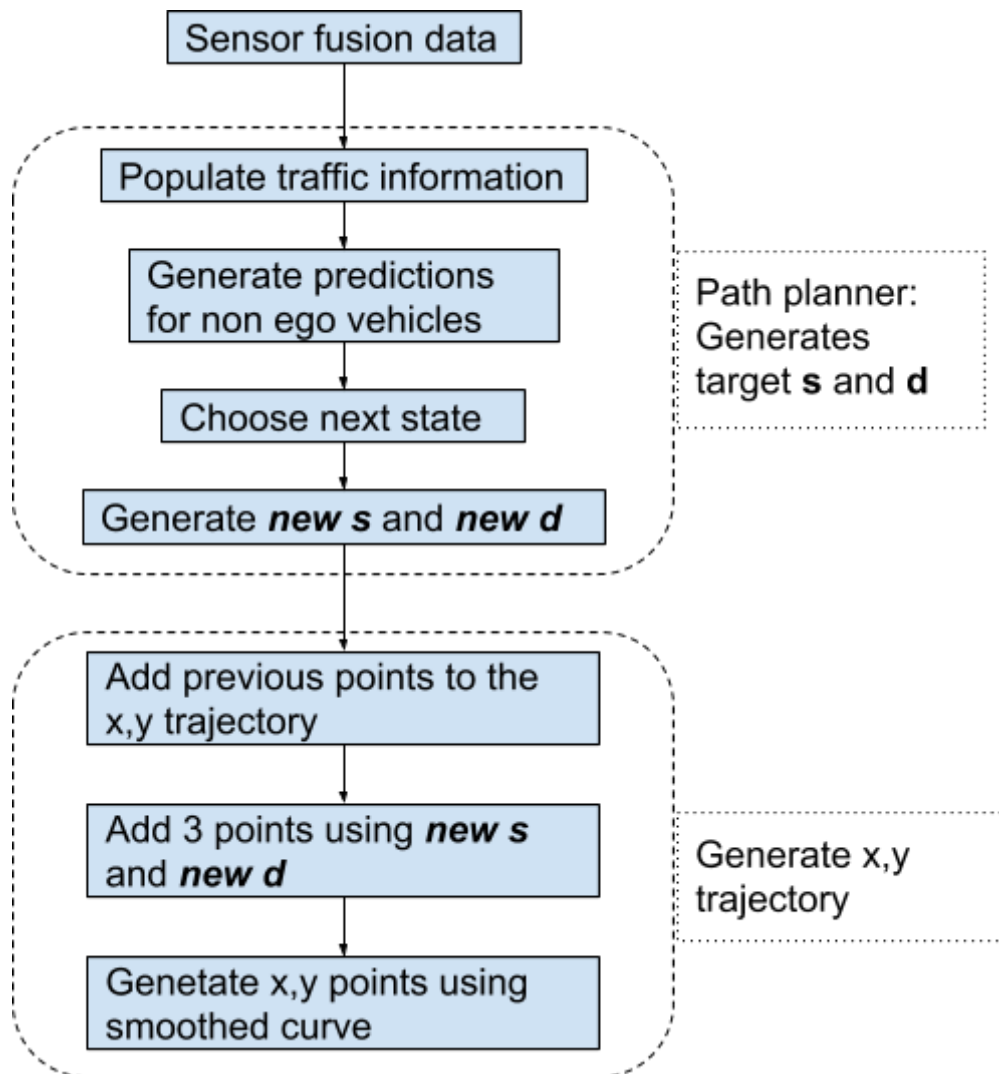 Sensor fusion data
Populate traffic information
Generate predictions
for non ego vehicles
Choose next state
Generate new s and new d
Path planner:
Generates
target s and d
Add previous points to the
x,y trajectory
Add 3 points using new s
and new d
Genetate x,y points using
smoothed curve
Generate x,y
trajectory